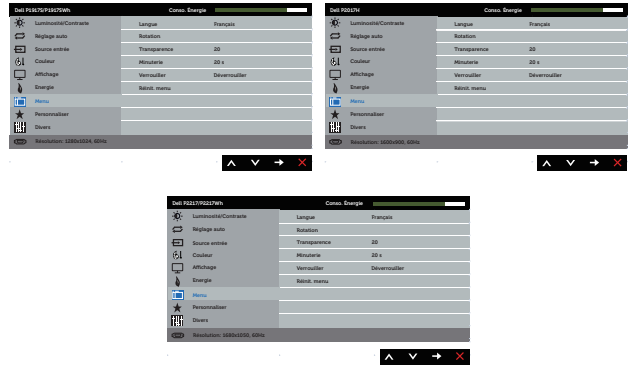 Dell P1917S/P1917SWh Conso. Énergie
Luminosité/Contraste Langue Français
Réglage auto Rotation
Source entrée Transparence 20
Couleur Minuterie 20 s
Affichage Verrouiller Déverrouiller
Energie Réinit. menu
Menu
Personnaliser
Divers
Résolution: 1280x1024, 60Hz
Dell P2017H Conso. Énergie
Luminosité/Contraste Langue Français
Réglage auto Rotation
Source entrée Transparence 20
Couleur Minuterie 20 s
Affichage Verrouiller Déverrouiller
Energie Réinit. menu
Menu
Personnaliser
Divers
Résolution: 1600x900, 60Hz
Dell P2217/P2217Wh Conso. Énergie
Luminosité/Contraste Langue Français
Réglage auto Rotation
Source entrée Transparence 20
Couleur Minuterie 20 s
Affichage Verrouiller Déverrouiller
Energie Réinit. menu
Menu
Personnaliser
Divers
Résolution: 1680x1050, 60Hz